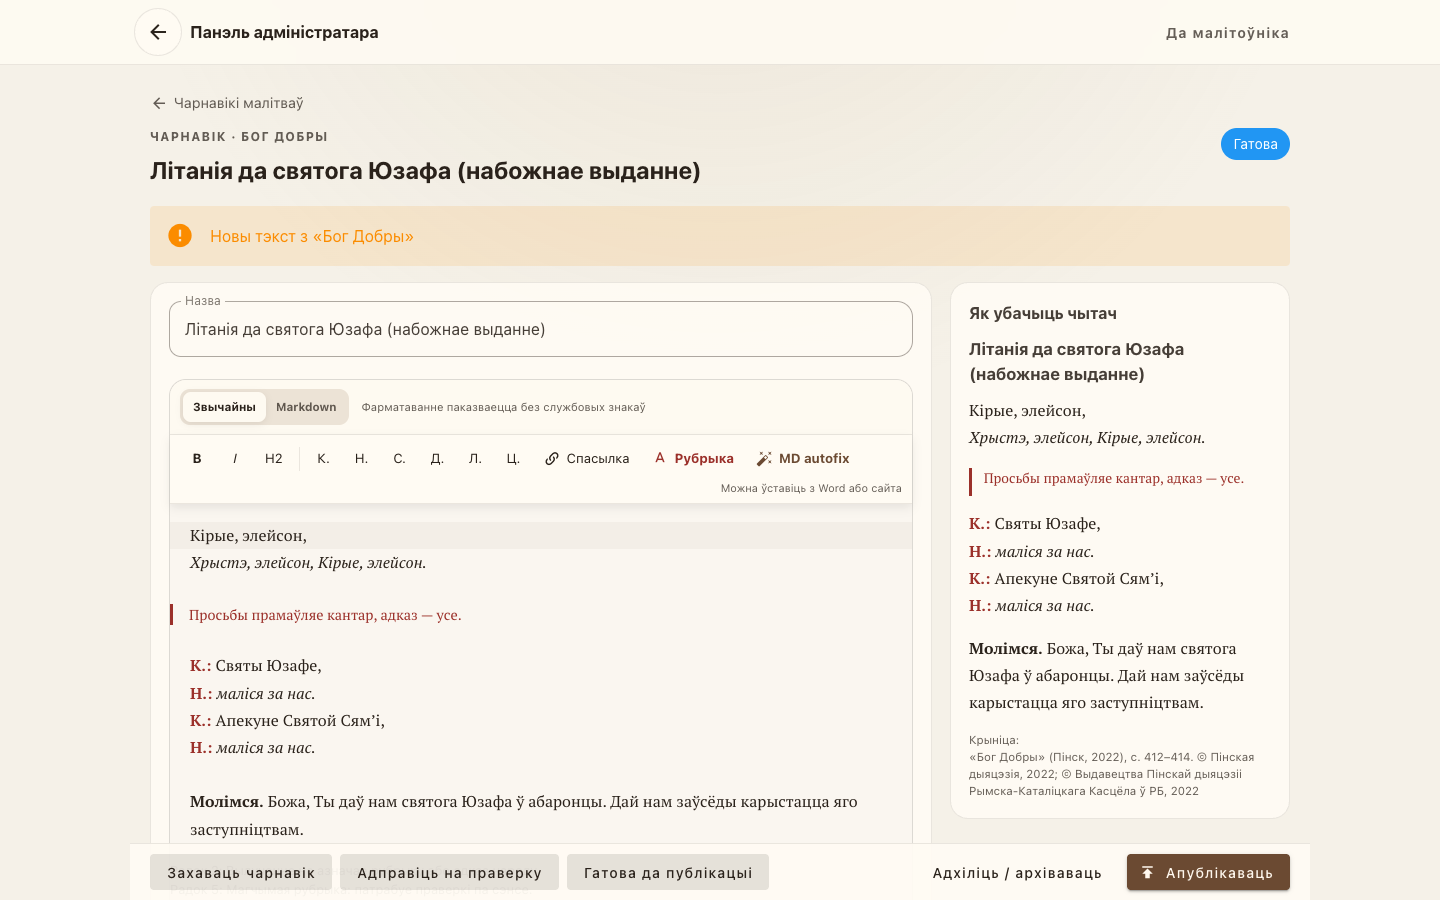 Панэль адміністратара
Да малітоўніка
Чарнавікі малітваў
ЧАРНАВІК · БОГ ДОБРЫ
Літанія да святога Юзафа (набожнае выданне)
Гатова
Новы тэкст з «Бог Добры»
Назва
Літанія да святога Юзафа (набожнае выданне)
Звычайны
Markdown
Фарматаванне паказваецца без службовых знакаў
B
I
H2
К.
Н.
С.
Д.
Л.
Ц.
Спасылка
A Рубрыка
MD autofix
Можна ўставіць з Word або сайта
Кірые, элейсон,
Хрыстэ, элейсон, Кірые, элейсон.
Просьбы прамаўляе кантар, адказ — усе.
К.: Святы Юзафе,
Н.: маліся за нас.
К.: Апекуне Святой Сям’і,
Н.: маліся за нас.
Молімся. Божа, Ты даў нам святога Юзафа ў абаронцы. Дай нам заўсёды карыстацца яго
заступніцтвам.
Як убачыць чытач
Літанія да святога Юзафа
(набожнае выданне)
Кірые, элейсон,
Хрыстэ, элейсон, Кірые, элейсон.
Просьбы прамаўляе кантар, адказ — усе.
К.: Святы Юзафе,
Н.: маліся за нас.
К.: Апекуне Святой Сям’і,
Н.: маліся за нас.
Молімся. Божа, Ты даў нам святога
Юзафа ў абаронцы. Дай нам заўсёды
карыстацца яго заступніцтвам.
Крыніца:
«Бог Добры» (Пінск, 2022), с. 412–414. © Пінская
дыяцэзія, 2022; © Выдавецтва Пінскай дыяцэзіі
Рымска-Каталіцкага Касцёла ў РБ, 2022
Захаваць чарнавік
Адправіць на праверку
Гатова да публікацыі
Адхіліць / архіваваць
Апублікаваць